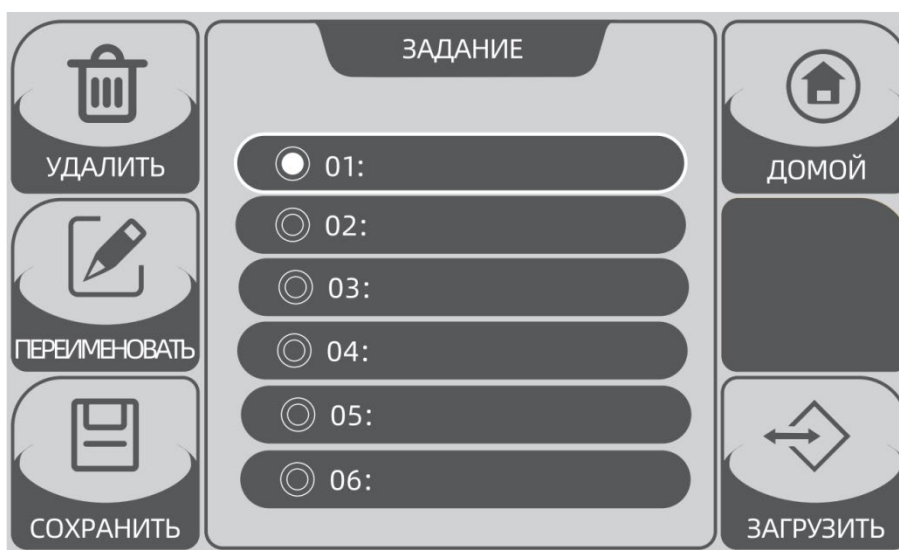 ЗАДАНИЕ
УДАЛИТЬ
ПЕРЕИМЕНОВАТЬ
СОХРАНИТЬ
01:
02:
03:
04:
05:
06:
ДОМОЙ
ЗАГРУЗИТЬ